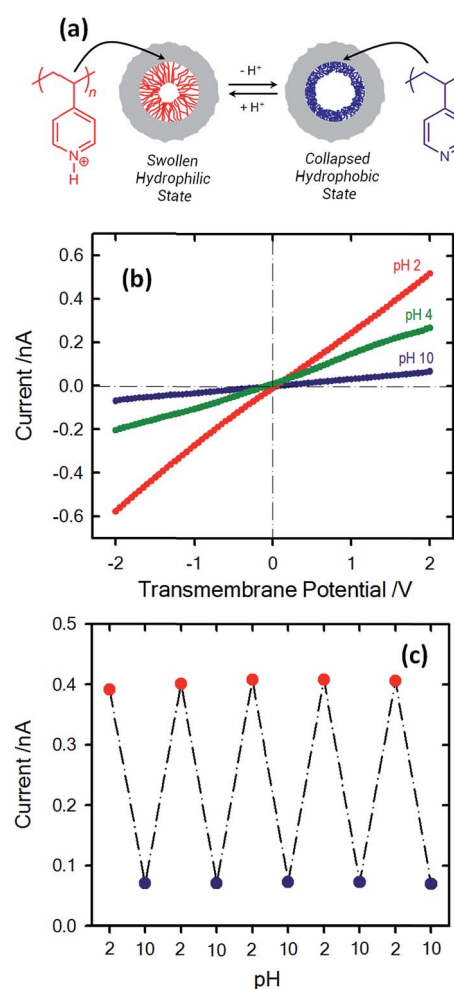 (a)
n
N
H
⊕
- H⁺
+ H⁺
N
Swollen
Hydrophilic
State
Collapsed
Hydrophobic
State
(b)
0.6
0.4
0.2
0.0
-0.2
-0.4
-0.6
Current /nA
pH 2
pH 4
pH 10
-2 -1 0 1 2
Transmembrane Potential /V
(c)
0.5
0.4
0.3
0.2
0.1
0.0
Current /nA
2 10 2 10 2 10 2 10 2 10
pH